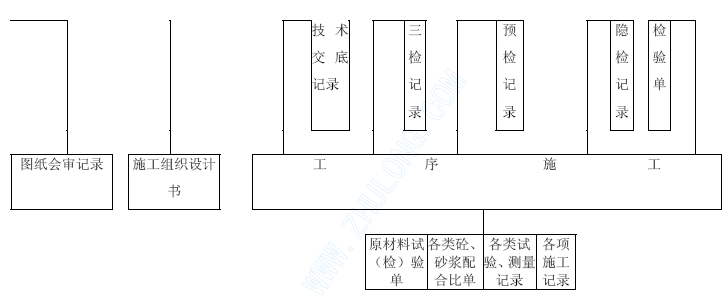 技 术
交 底
记录
三
检
记
录
预
检
记
录
隐
检
记
录
检
验
单
图纸会审记录
施工组织设计
书
工 序 施 工
原材料试
（检）验
单
各类砼、
砂浆配
合比单
各类试
验、测量
记录
各项
施工
记录
WWW.ZHULONG.COM